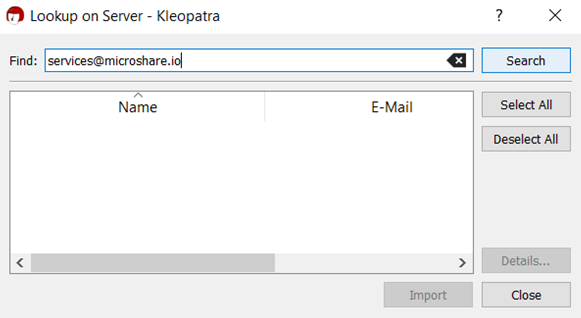 Lookup on Server - Kleopatra
Find: services@microshare.io Search
Name E-Mail Select All
Deselect All
Details...
Import Close